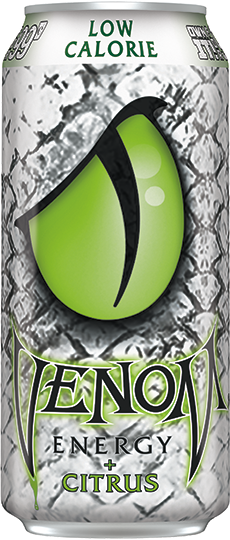 LOW
CALORIE
VENOM
ENERGY
+
CITRUS